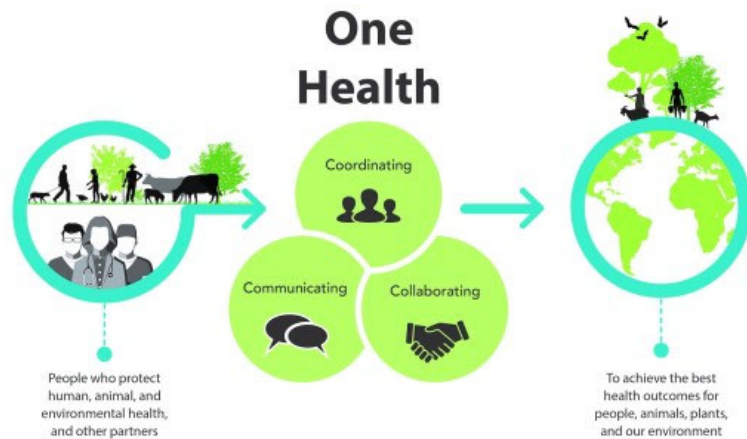 One
Health
Coordinating
Communicating
Collaborating
People who protect
human, animal, and
environmental health,
and other partners
To achieve the best
health outcomes for
people, animals, plants,
and our environment